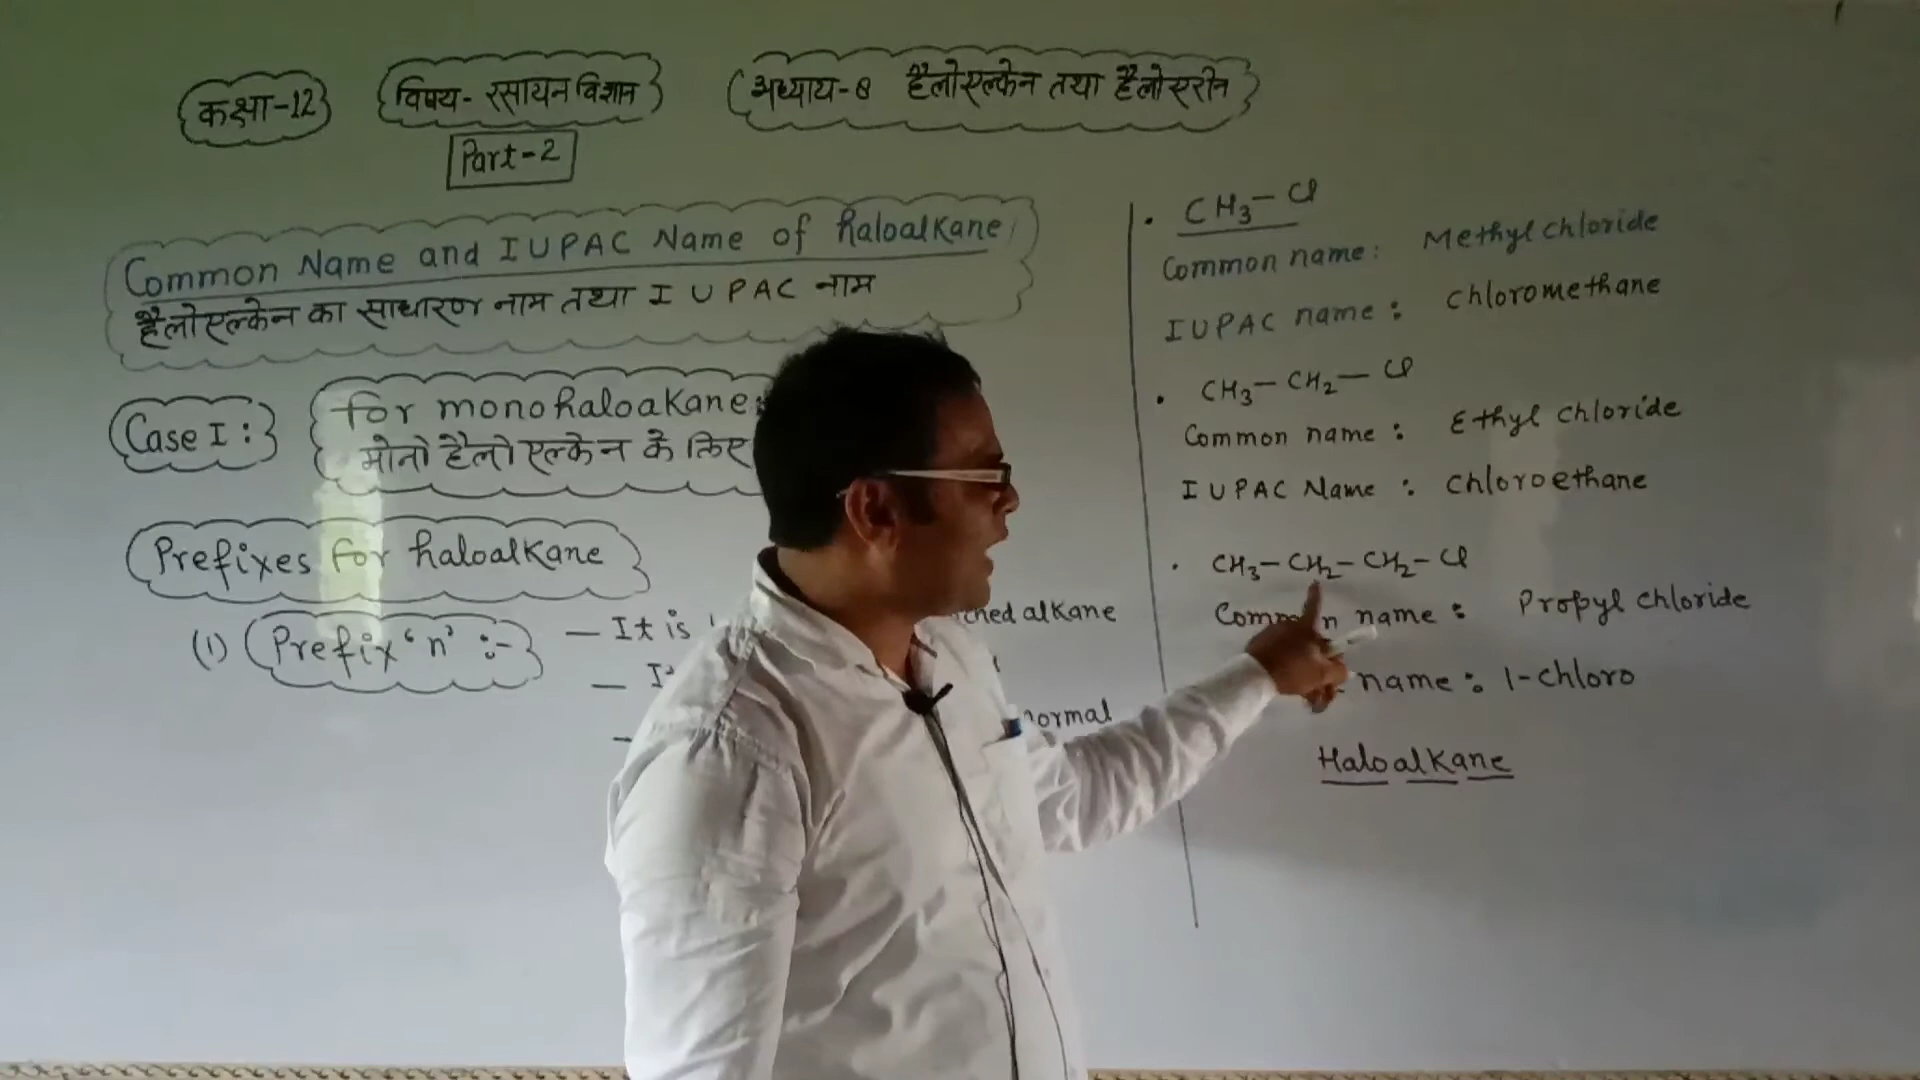 कक्षा-12
विषय- रसायन विज्ञान
अध्याय-8 हैलोएल्केन तथा हैलोएरीन
Part-2
Common Name and IUPAC Name of haloalkane
हैलोएल्केन का साधारण नाम तथा IUPAC नाम
Case I:
for monohaloakane:
मोनो हैलोएल्केन के लिए
Prefixes for haloalkane
(1) Prefix 'n' :-
— It is
alkane
—
normal
—
• CH3—Cl
Common name: Methyl chloride
IUPAC name: Chloromethane
• CH3—CH2—Cl
Common name: Ethyl chloride
IUPAC Name: Chloroethane
• CH3—CH2—CH2—Cl
name: Propyl chloride
name: 1-chloro
Haloalkane